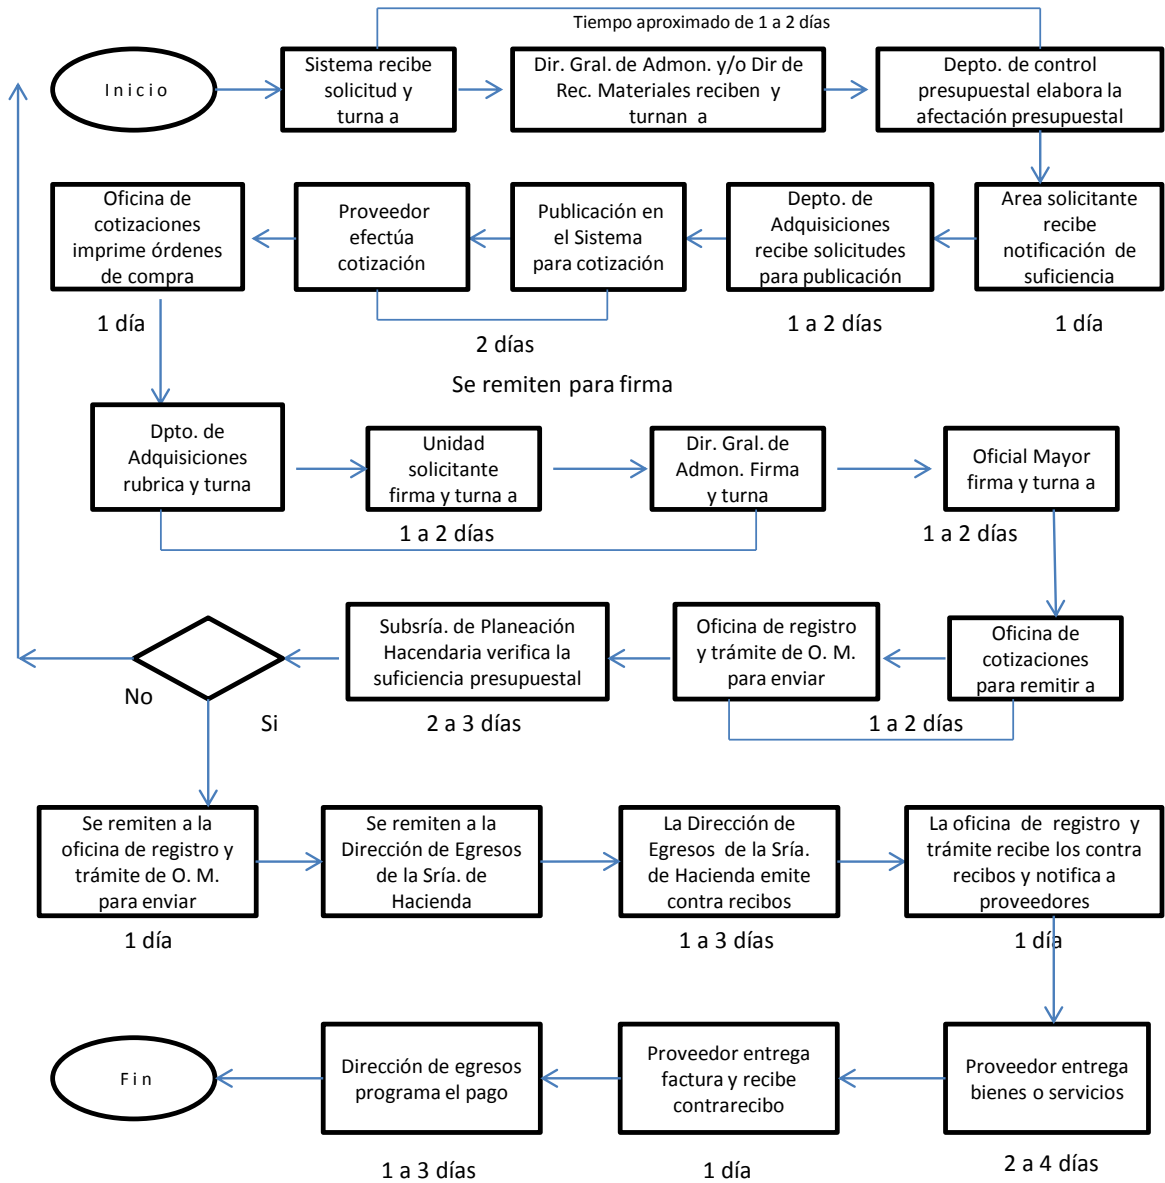 Tiempo aproximado de 1 a 2 días
Inicio
Sistema recibe
solicitud y
turna a
Dir. Gral. de Admon. y/o Dir de
Rec. Materiales reciben y
turnan a
Depto. de control
presupuestal elabora la
afectación presupuestal
Oficina de
cotizaciones
imprime órdenes
de compra
Proveedor
efectúa
cotización
Publicación en
el Sistema
para cotización
Depto. de
Adquisiciones
recibe solicitudes
para publicación
Area solicitante
recibe
notificación de
suficiencia
1 día
2 días
1 a 2 días
1 día
Se remiten para firma
Dpto. de
Adquisiciones
rubrica y turna
Unidad
solicitante
firma y turna a
Dir. Gral. de
Admon. Firma
y turna
Oficial Mayor
firma y turna a
1 a 2 días
1 a 2 días
Subsría. de Planeación
Hacendaria verifica la
suficiencia presupuestal
Oficina de registro
y trámite de O. M.
para enviar
Oficina de
cotizaciones
para remitir a
No
Si
2 a 3 días
1 a 2 días
Se remiten a la
oficina de registro y
trámite de O. M.
para enviar
Se remiten a la
Dirección de Egresos
de la Sría. de
Hacienda
La Dirección de
Egresos de la Sría.
de Hacienda emite
contra recibos
La oficina de registro y
trámite recibe los contra
recibos y notifica a
proveedores
1 día
1 a 3 días
1 día
Fin
Dirección de egresos
programa el pago
Proveedor entrega
factura y recibe
contrarecibo
Proveedor entrega
bienes o servicios
1 a 3 días
1 día
2 a 4 días